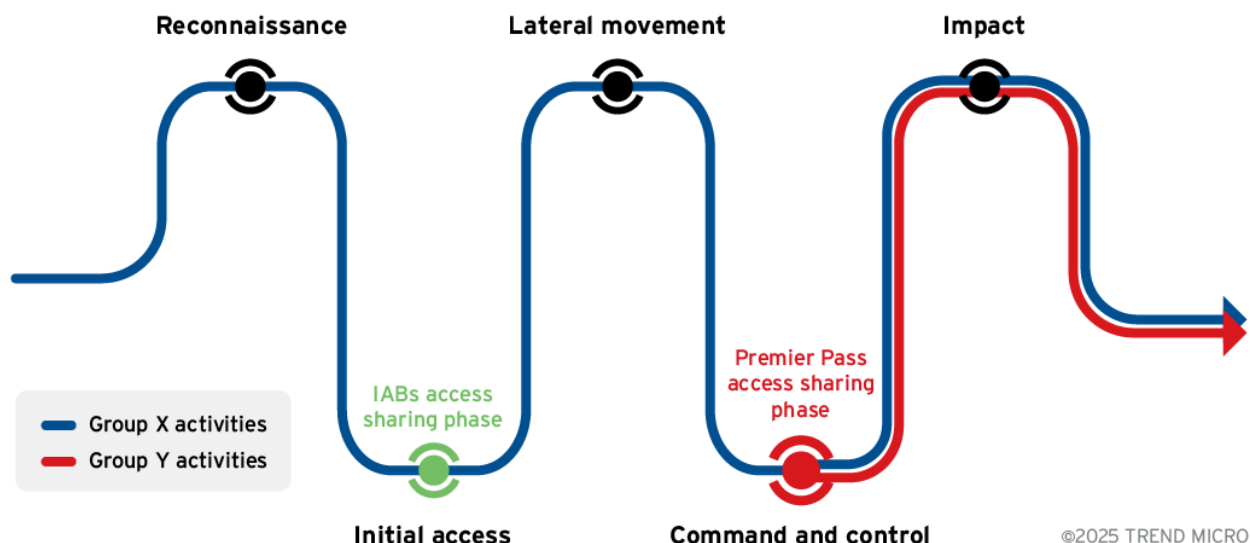 Reconnaissance
Lateral movement
Impact
IABs access
sharing phase
Premier Pass
access sharing
phase
Group X activities
Group Y activities
Initial access
Command and control
©2025 TREND MICRO